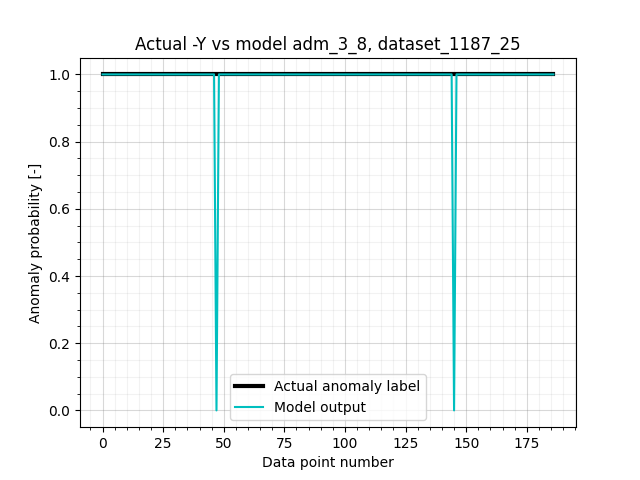 Actual -Y vs model adm_3_8, dataset_1187_25
1.0
0.8
0.6
0.4
0.2
0.0
Anomaly probability [-]
Actual anomaly label
Model output
0 25 50 75 100 125 150 175
Data point number